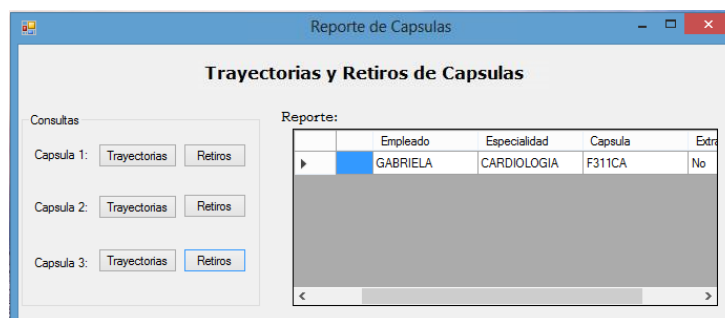 Reporte de Capsulas
Trayectorias y Retiros de Capsulas
Consultas
Capsula 1: Trayectorias Retiros
Capsula 2: Trayectorias Retiros
Capsula 3: Trayectorias Retiros
Reporte:
Empleado Especialidad Capsula Extra
GABRIELA CARDIOLOGIA F311CA No